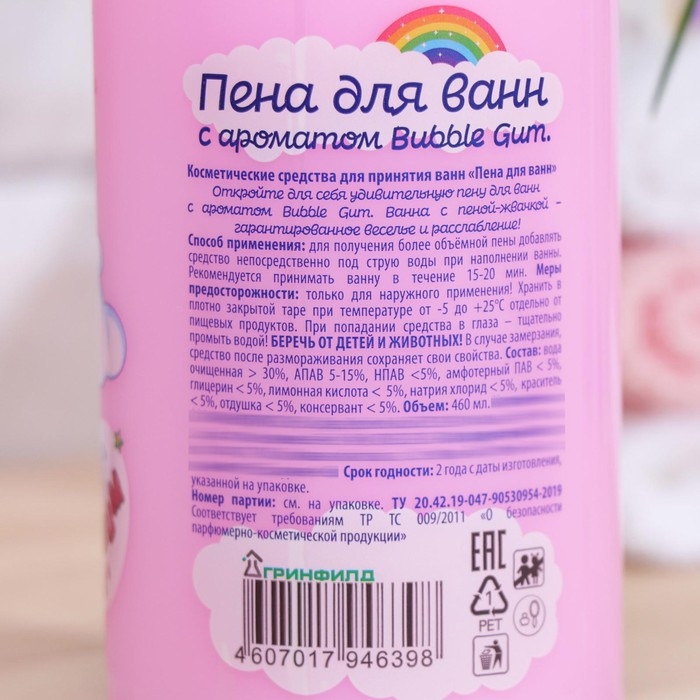 Пена для ванн
с ароматом Bubble Gum.
Косметические средства для принятия ванн «Пена для ванн»
Откройте для себя удивительную пену для ванн
с ароматом Bubble Gum. Ванна с пеной-жвачкой –
гарантированное веселье и расслабление!
Способ применения: для получения более объёмной пены добавлять
средство непосредственно под струю воды при наполнении ванны.
Рекомендуется принимать ванну в течение 15-20 мин. Меры
предосторожности: только для наружного применения! Хранить в
плотно закрытой таре при температуре от -5 до +25°С отдельно от
пищевых продуктов. При попадании средства в глаза – тщательно
промыть водой! БЕРЕЧЬ ОТ ДЕТЕЙ И ЖИВОТНЫХ! В случае замерзания,
средство после размораживания сохраняет свои свойства. Состав: вода
очищенная > 30%, АПАВ 5-15%, НПАВ <5%, амфотерный ПАВ < 5%,
глицерин < 5%, лимонная кислота < 5%, натрия хлорид < 5%, краситель
< 5%, отдушка < 5%, консервант < 5%. Объем: 460 мл.
Срок годности: 2 года с даты изготовления,
указанной на упаковке.
Номер партии: см. на упаковке. ТУ 20.42.19-047-90530954-2019
Соответствует требованиям ТР ТС 009/2011 «О безопасности
парфюмерно-косметической продукции»
ГРИНФИЛД
EAC
1
PET
4 607017 946398